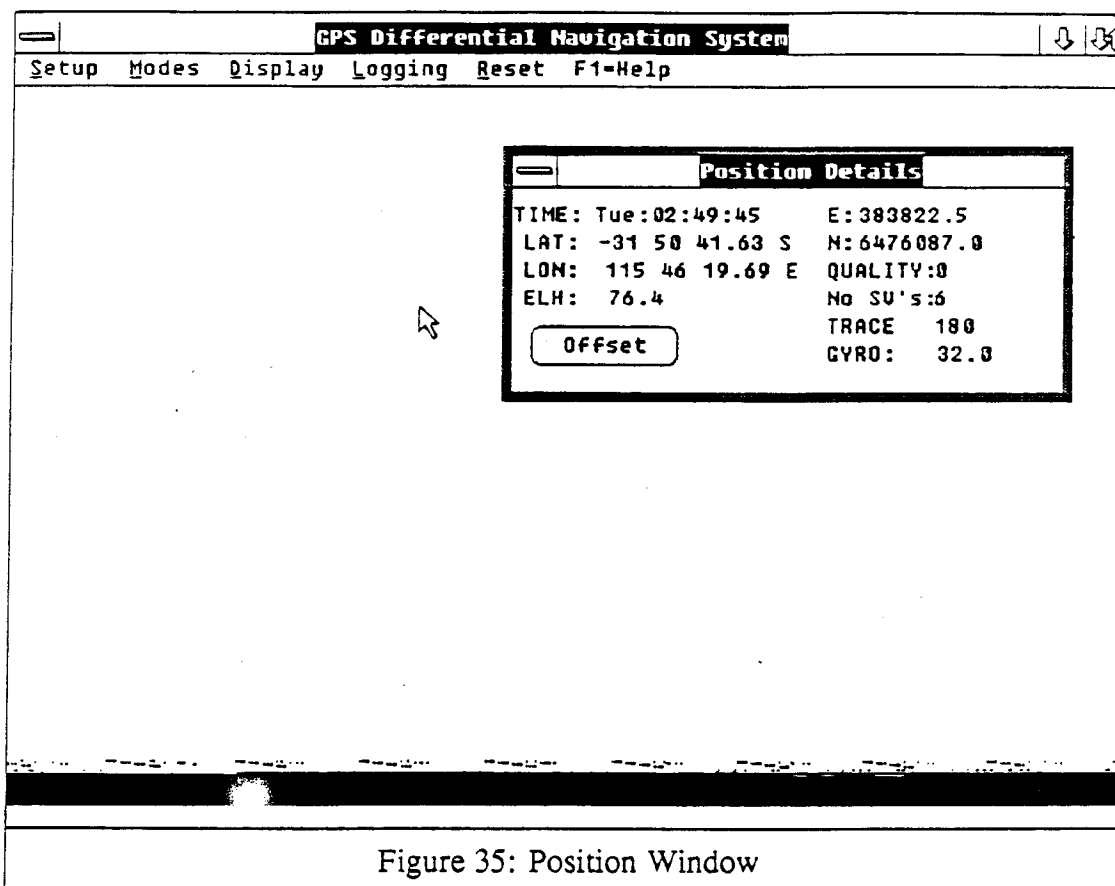 GPS Differential Navigation System
Setup Modes Display Logging Reset F1=Help
Position Details
TIME: Tue:02:49:45 E:383822.5
LAT: -31 50 41.63 S N:6476087.0
LON: 115 46 19.69 E QUALITY:0
ELH: 76.4 No SV's:6
TRACE 180
Offset
GYRO: 32.0
Figure 35: Position Window